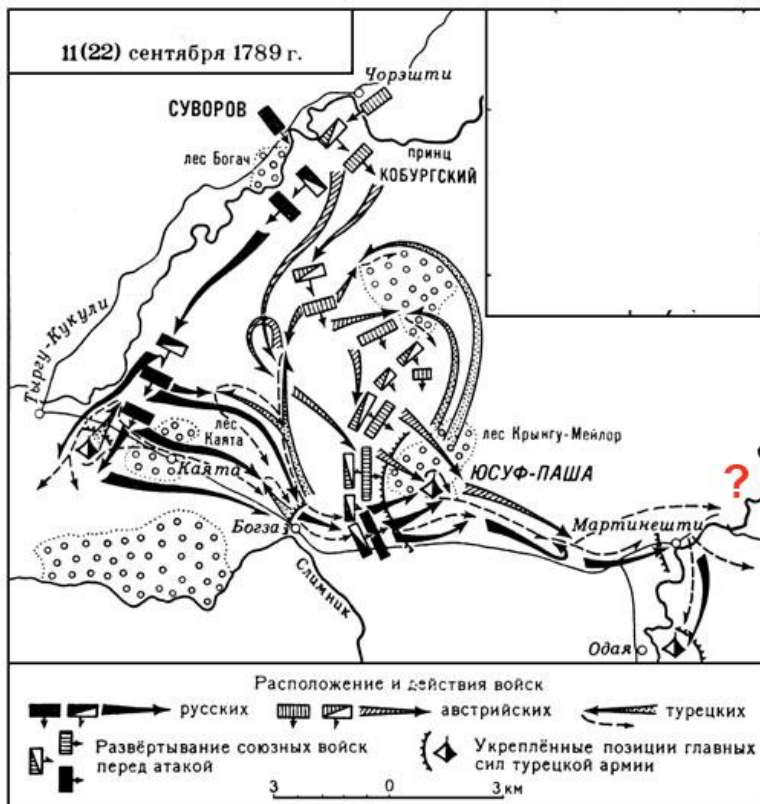 11(22) сентября 1789 г.
Чорэшти
СУВОРОВ
лес Богач
принц
КОБУРГСКИЙ
Тыргу-Кукули
лес
Каята
Каята
лес Крынгу-Мейлор
ЮСУФ-ПАША
?
Мартинешти
Богза
Слимник
Одая
Расположение и действия войск
русских
австрийских
турецких
Развёртывание союзных войск
перед атакой
Укреплённые позиции главных
сил турецкой армии
3 0 3 км